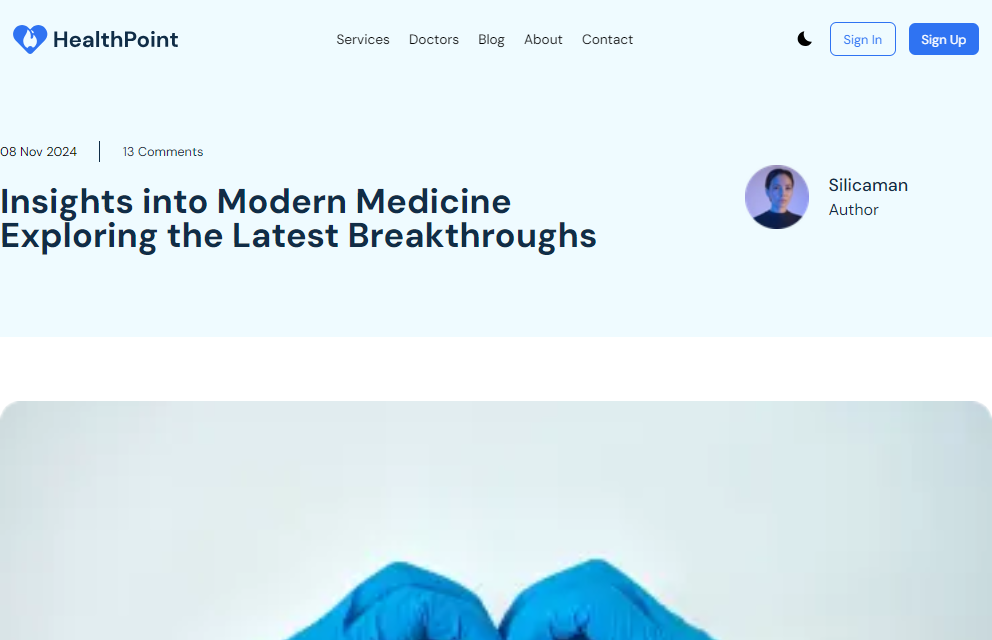 HealthPoint
Services
Doctors
Blog
About
Contact
Sign In
Sign Up
08 Nov 2024
13 Comments
Insights into Modern Medicine
Exploring the Latest Breakthroughs
Silicaman
Author